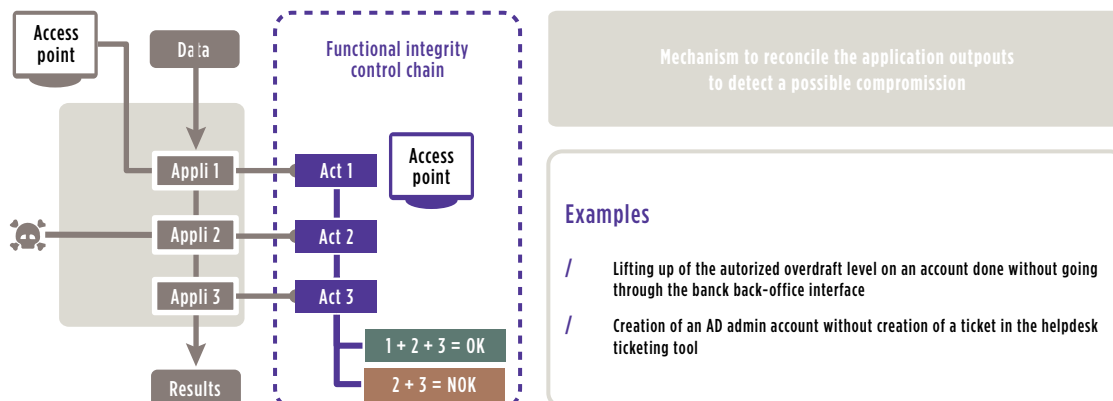 Access
point
Data
Functional integrity
control chain
Mechanism to reconcile the application outpouts
to detect a possible compromission
Appli 1
Act 1
Access
point
Appli 2
Act 2
Appli 3
Act 3
1 + 2 + 3 = OK
2 + 3 = NOK
Results
Examples
/ Lifting up of the autorized overdraft level on an account done without going
through the banck back-office interface
/ Creation of an AD admin account without creation of a ticket in the helpdesk
ticketing tool